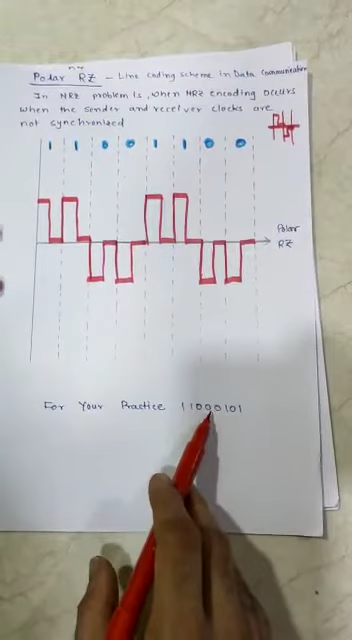 Polar RZ - Line coding scheme in Data Communication
In NRZ problem is, when NRZ encoding occurs
when the sender and receiver clocks are
not synchronized
1 1 0 0 1 1 0 0
Polar
RZ
For Your Practice 11000101